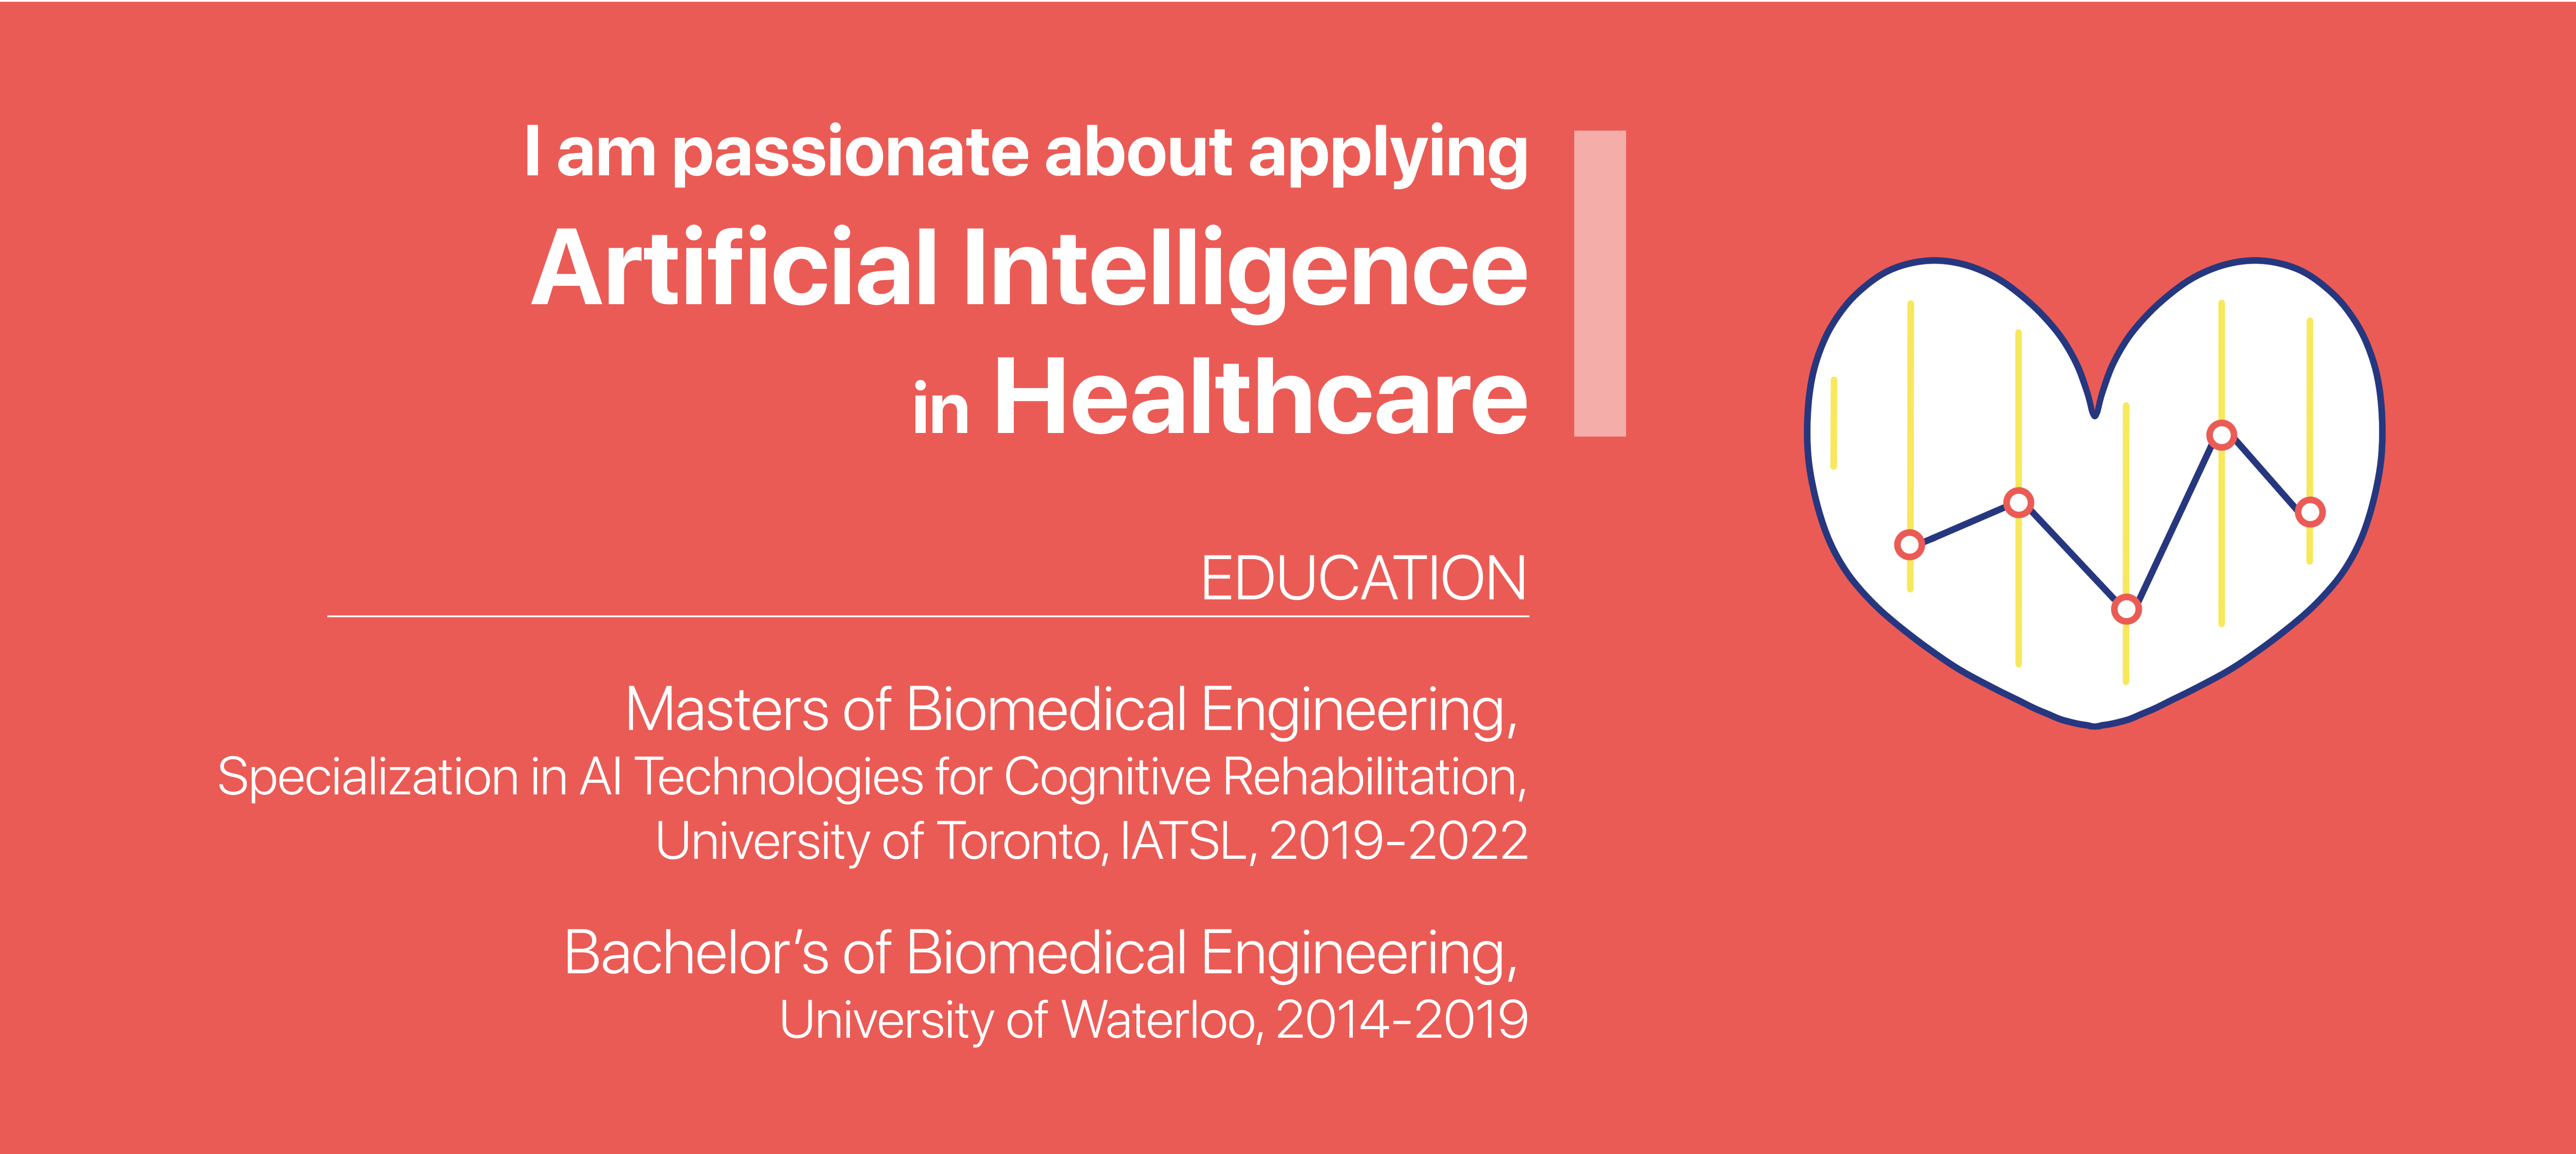 I am passionate about applying
Artificial Intelligence
in Healthcare
EDUCATION
Masters of Biomedical Engineering,
Specialization in AI Technologies for Cognitive Rehabilitation,
University of Toronto, IATSL, 2019-2022
Bachelor’s of Biomedical Engineering,
University of Waterloo, 2014-2019